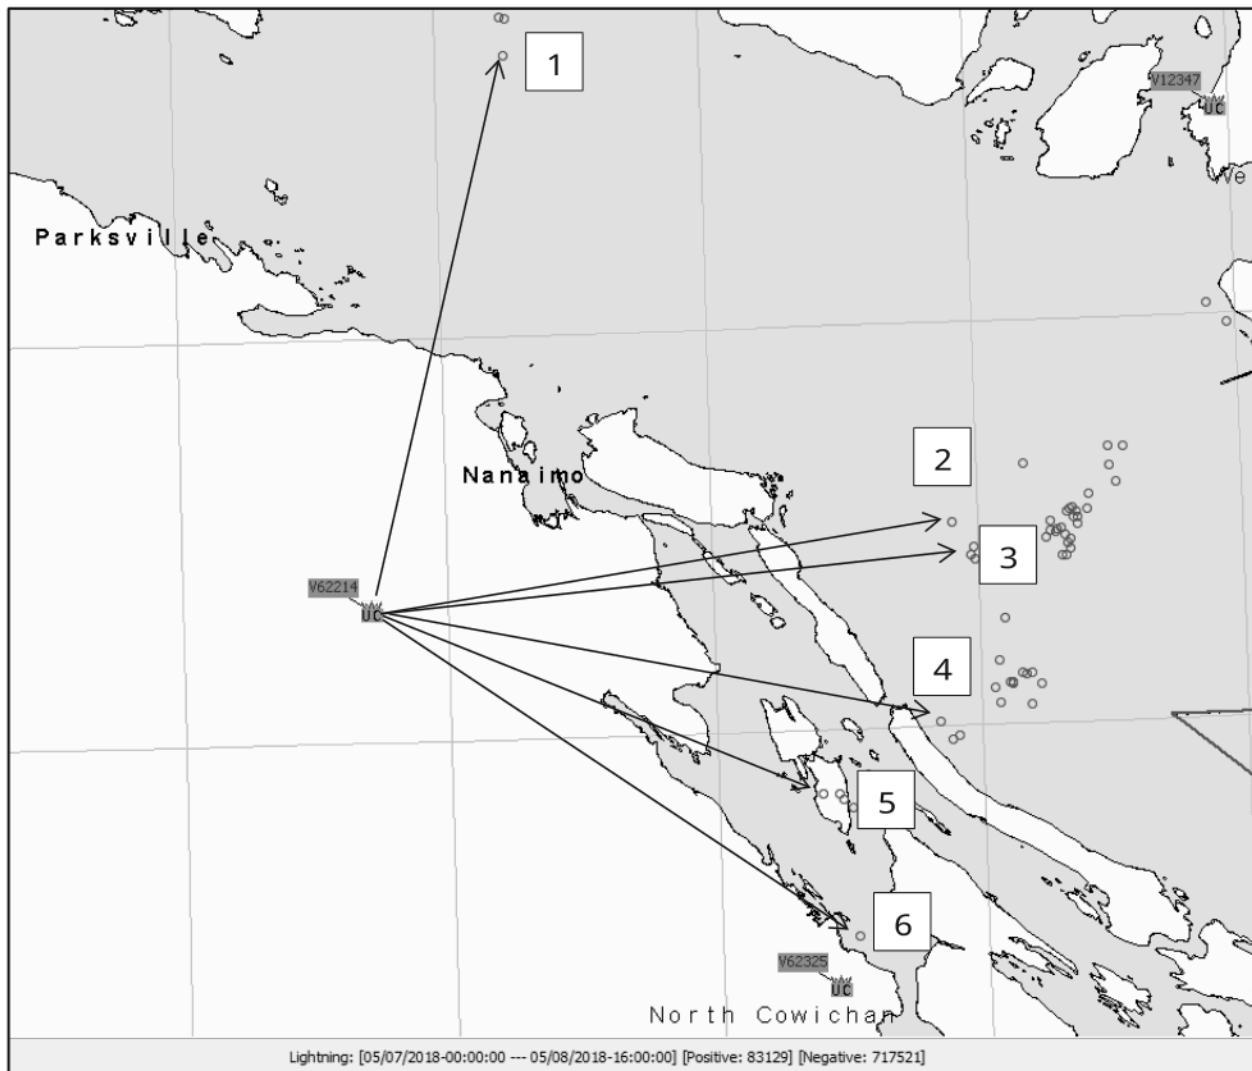 1
V12347
UC
Ve
Parksville
2
Nanaimo
3
V62214
UC
4
5
6
V62325
UC
North Cowichan
Lightning: [05/07/2018-00:00:00 --- 05/08/2018-16:00:00] [Positive: 83129] [Negative: 717521]